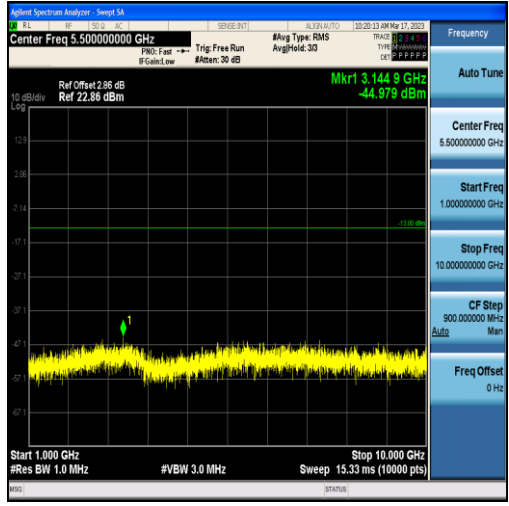 Agilent Spectrum Analyzer - Swept SA
RL RF 50 Ω AC SENSE:INT ALIGN AUTO 10:20:13 AM Mar 17, 2023
Center Freq 5.500000000 GHz
PNO: Fast
IFGain:Low
Trig: Free Run
#Atten: 30 dB
#Avg Type: RMS
Avg|Hold: 3/3
TRACE 1 2 3 4 5 6
TYPE M
DET P P P P P P
Ref Offset 2.86 dB
Ref 22.86 dBm
10 dB/div
Log
Mkr1 3.144 9 GHz
-44.979 dBm
12.9
2.86
-7.14
-13.00 dBm
-17.1
-27.1
-37.1
1
-47.1
-57.1
-67.1
Start 1.000 GHz
#Res BW 1.0 MHz
#VBW 3.0 MHz
Stop 10.000 GHz
Sweep 15.33 ms (10000 pts)
MSG
STATUS
Frequency
Auto Tune
Center Freq
5.500000000 GHz
Start Freq
1.000000000 GHz
Stop Freq
10.000000000 GHz
CF Step
900.000000 MHz
Auto Man
Freq Offset
0 Hz